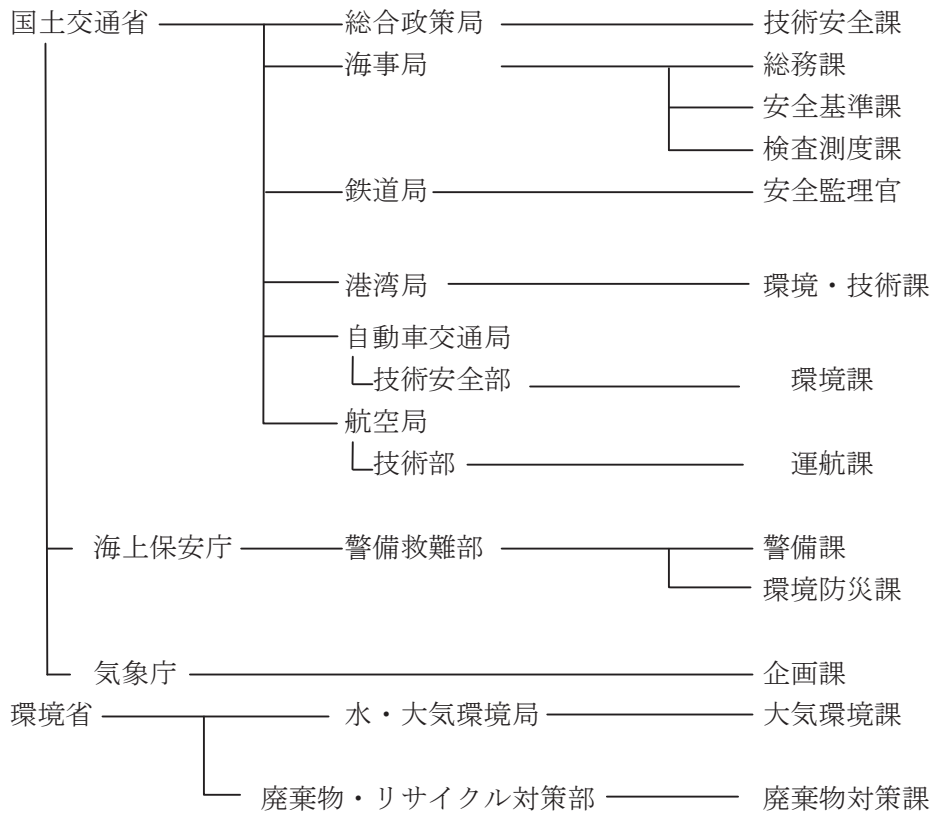 国土交通省 総合政策局 技術安全課
海事局 総務課
安全基準課
検査測度課
鉄道局 安全監理官
港湾局 環境・技術課
自動車交通局
技術安全部 環境課
航空局
技術部 運航課
海上保安庁 警備救難部 警備課
環境防災課
気象庁 企画課
環境省 水・大気環境局 大気環境課
廃棄物・リサイクル対策部 廃棄物対策課